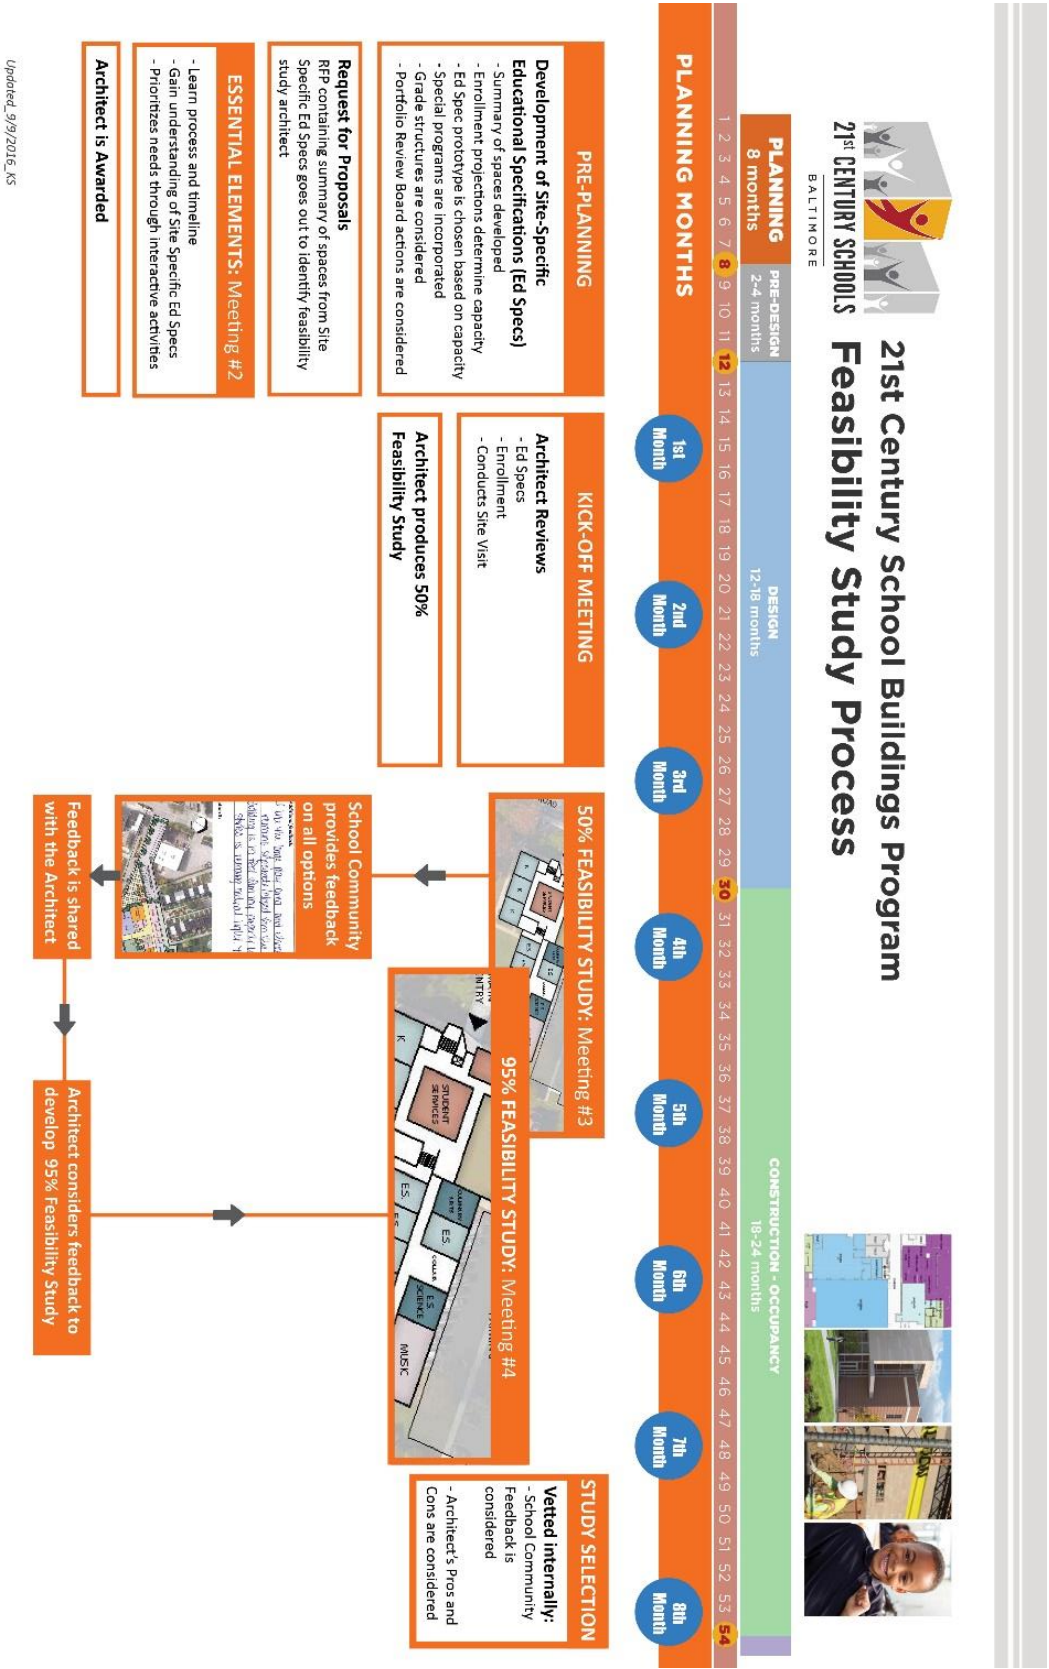 21st CENTURY SCHOOLS
BALTIMORE
21st Century School Buildings Program
Feasibility Study Process
PLANNING
8 months
PRE-DESIGN
2-4 months
DESIGN
12-18 months
CONSTRUCTION - OCCUPANCY
18-24 months
1 2 3 4 5 6 7 8 9 10 11 12 13 14 15 16 17 18 19 20 21 22 23 24 25 26 27 28 29 30 31 32 33 34 35 36 37 38 39 40 41 42 43 44 45 46 47 48 49 50 51 52 53 54
PLANNING MONTHS
1st
Month
2nd
Month
3rd
Month
4th
Month
5th
Month
6th
Month
7th
Month
8th
Month
PRE-PLANNING
Development of Site-Specific
Educational Specifications (Ed Specs)
- Summary of spaces developed
- Enrollment projections determine capacity
- Ed Spec prototype is chosen based on capacity
- Special programs are incorporated
- Grade structures are considered
- Portfolio Review Board actions are considered
Request for Proposals
RFP containing summary of spaces from Site
Specific Ed Specs goes out to identify feasibility
study architect
ESSENTIAL ELEMENTS: Meeting #2
- Learn process and timeline
- Gain understanding of Site Specific Ed Specs
- Prioritizes needs through interactive activities
Architect is Awarded
KICK-OFF MEETING
Architect Reviews
- Ed Specs
- Enrollment
- Conducts Site Visit
Architect produces 50%
Feasibility Study
50% FEASIBILITY STUDY: Meeting #3
School Community
provides feedback
on all options
Feedback is shared
with the Architect
Architect considers feedback to
develop 95% Feasibility Study
95% FEASIBILITY STUDY: Meeting #4
STUDENT
SERVICES
K
E.S.
E.S.
E.S.
SCIENCE
MUSIC
STUDY SELECTION
Vetted internally:
- School Community
Feedback is
considered
- Architect's Pros and
Cons are considered
Updated_9/9/2016_KS